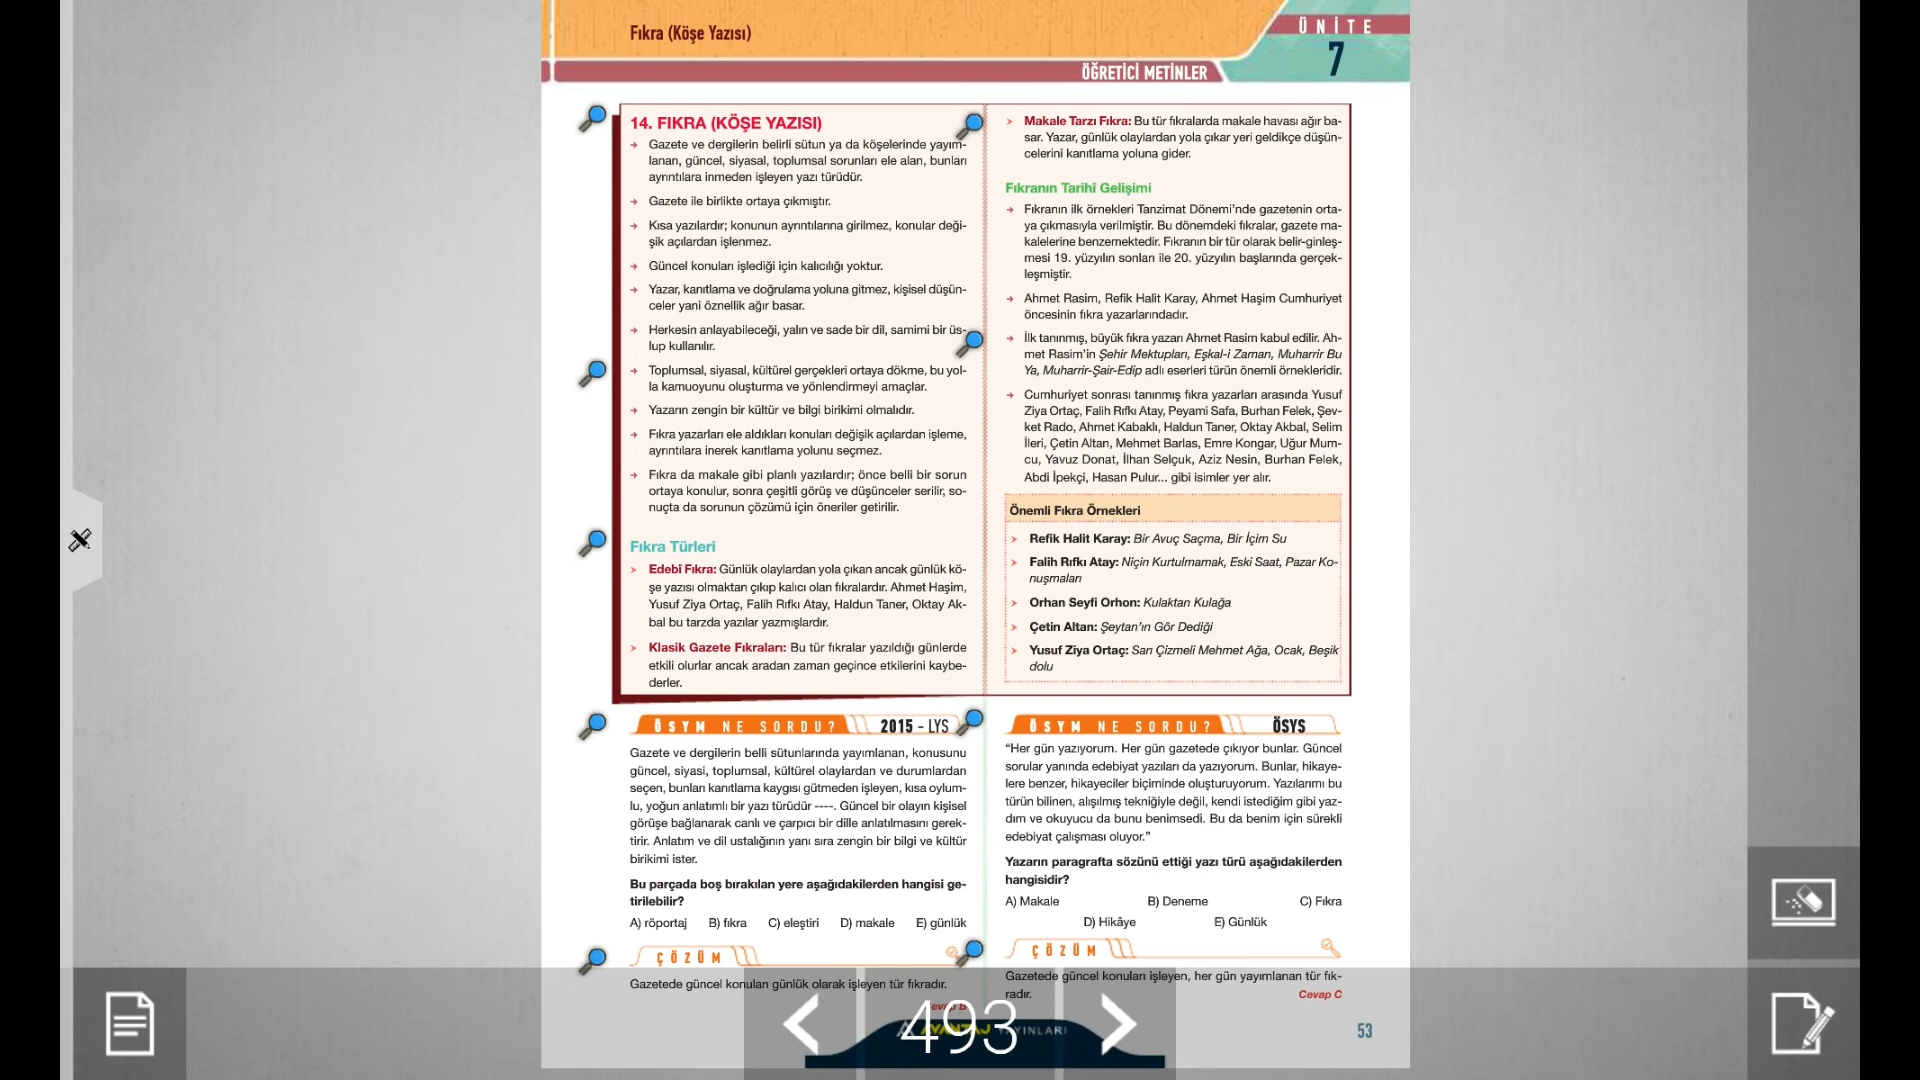 Fıkra (Köşe Yazısı)
ÜNİTE
7
ÖĞRETİCİ METİNLER
14. FIKRA (KÖŞE YAZISI)
Gazete ve dergilerin belirli sütun ya da köşelerinde yayım-
lanan, güncel, siyasal, toplumsal sorunları ele alan, bunları
ayrıntılara inmeden işleyen yazı türüdür.
Gazete ile birlikte ortaya çıkmıştır.
Kısa yazılardır; konunun ayrıntılarına girilmez, konular deği-
şik açılardan işlenmez.
Güncel konuları işlediği için kalıcılığı yoktur.
Yazar, kanıtlama ve doğrulama yoluna gitmez, kişisel düşün-
celer yani öznellik ağır basar.
Herkesin anlayabileceği, yalın ve sade bir dil, samimi bir üs-
lup kullanılır.
Toplumsal, siyasal, kültürel gerçekleri ortaya dökme, bu yol-
la kamuoyunu oluşturma ve yönlendirmeyi amaçlar.
Yazarın zengin bir kültür ve bilgi birikimi olmalıdır.
Fıkra yazarları ele aldıkları konuları değişik açılardan işleme,
ayrıntılara inerek kanıtlama yolunu seçmez.
Fıkra da makale gibi planlı yazılardır; önce belli bir sorun
ortaya konulur, sonra çeşitli görüş ve düşünceler serilir, so-
nuçta da sorunun çözümü için öneriler getirilir.
Fıkra Türleri
Edebî Fıkra: Günlük olaylardan yola çıkan ancak günlük kö-
şe yazısı olmaktan çıkıp kalıcı olan fıkralardır. Ahmet Haşim,
Yusuf Ziya Ortaç, Falih Rıfkı Atay, Haldun Taner, Oktay Ak-
bal bu tarzda yazılar yazmışlardır.
Klasik Gazete Fıkraları: Bu tür fıkralar yazıldığı günlerde
etkili olurlar ancak aradan zaman geçince etkilerini kaybe-
derler.
Makale Tarzı Fıkra: Bu tür fıkralarda makale havası ağır ba-
sar. Yazar, günlük olaylardan yola çıkar yeri geldikçe düşün-
celerini kanıtlama yoluna gider.
Fıkranın Tarihî Gelişimi
Fıkranın ilk örnekleri Tanzimat Dönemi'nde gazetenin orta-
ya çıkmasıyla verilmiştir. Bu dönemdeki fıkralar, gazete ma-
kalelerine benzemektedir. Fıkranın bir tür olarak belir-ginleş-
mesi 19. yüzyılın sonları ile 20. yüzyılın başlarında gerçek-
leşmiştir.
Ahmet Rasim, Refik Halit Karay, Ahmet Haşim Cumhuriyet
öncesinin fıkra yazarlarındadır.
İlk tanınmış, büyük fıkra yazarı Ahmet Rasim kabul edilir. Ah-
met Rasim'in Şehir Mektupları, Eşkal-i Zaman, Muharrir Bu
Ya, Muharrir-Şair-Edip adlı eserleri türün önemli örnekleridir.
Cumhuriyet sonrası tanınmış fıkra yazarları arasında Yusuf
Ziya Ortaç, Falih Rıfkı Atay, Peyami Safa, Burhan Felek, Şev-
ket Rado, Ahmet Kabaklı, Haldun Taner, Oktay Akbal, Selim
İleri, Çetin Altan, Mehmet Barlas, Emre Kongar, Uğur Mum-
cu, Yavuz Donat, İlhan Selçuk, Aziz Nesin, Burhan Felek,
Abdi İpekçi, Hasan Pulur... gibi isimler yer alır.
Önemli Fıkra Örnekleri
Refik Halit Karay: Bir Avuç Saçma, Bir İçim Su
Falih Rıfkı Atay: Niçin Kurtulmamak, Eski Saat, Pazar Ko-
nuşmaları
Orhan Seyfi Orhon: Kulaktan Kulağa
Çetin Altan: Şeytan'ın Gör Dediği
Yusuf Ziya Ortaç: Sarı Çizmeli Mehmet Ağa, Ocak, Beşik
dolu
ÖSYM NE SORDU? 2015 - LYS
Gazete ve dergilerin belli sütunlarında yayımlanan, konusunu
güncel, siyasi, toplumsal, kültürel olaylardan ve durumlardan
seçen, bunları kanıtlama kaygısı gütmeden işleyen, kısa oylum-
lu, yoğun anlatımlı bir yazı türüdür ----. Güncel bir olayın kişisel
görüşe bağlanarak canlı ve çarpıcı bir dille anlatılmasını gerek-
tirir. Anlatım ve dil ustalığının yanı sıra zengin bir bilgi ve kültür
birikimi ister.
Bu parçada boş bırakılan yere aşağıdakilerden hangisi ge-
tirilebilir?
A) röportaj B) fıkra C) eleştiri D) makale E) günlük
ÇÖZÜM
Gazetede güncel konuları günlük olarak işleyen tür fıkradır.
Cevap B
ÖSYM NE SORDU? ÖSYS
“Her gün yazıyorum. Her gün gazetede çıkıyor bunlar. Güncel
sorular yanında edebiyat yazıları da yazıyorum. Bunlar, hikaye-
lere benzer, hikayeciler biçiminde oluşturuyorum. Yazılarımı bu
türün bilinen, alışılmış tekniğiyle değil, kendi istediğim gibi yaz-
dım ve okuyucu da bunu benimsedi. Bu da benim için sürekli
edebiyat çalışması oluyor.”
Yazarın paragrafta sözünü ettiği yazı türü aşağıdakilerden
hangisidir?
A) Makale B) Deneme C) Fıkra
D) Hikâye E) Günlük
ÇÖZÜM
Gazetede güncel konuları işleyen, her gün yayımlanan tür fık-
radır.
Cevap C
493
AVANTAJ YAYINLARI
53